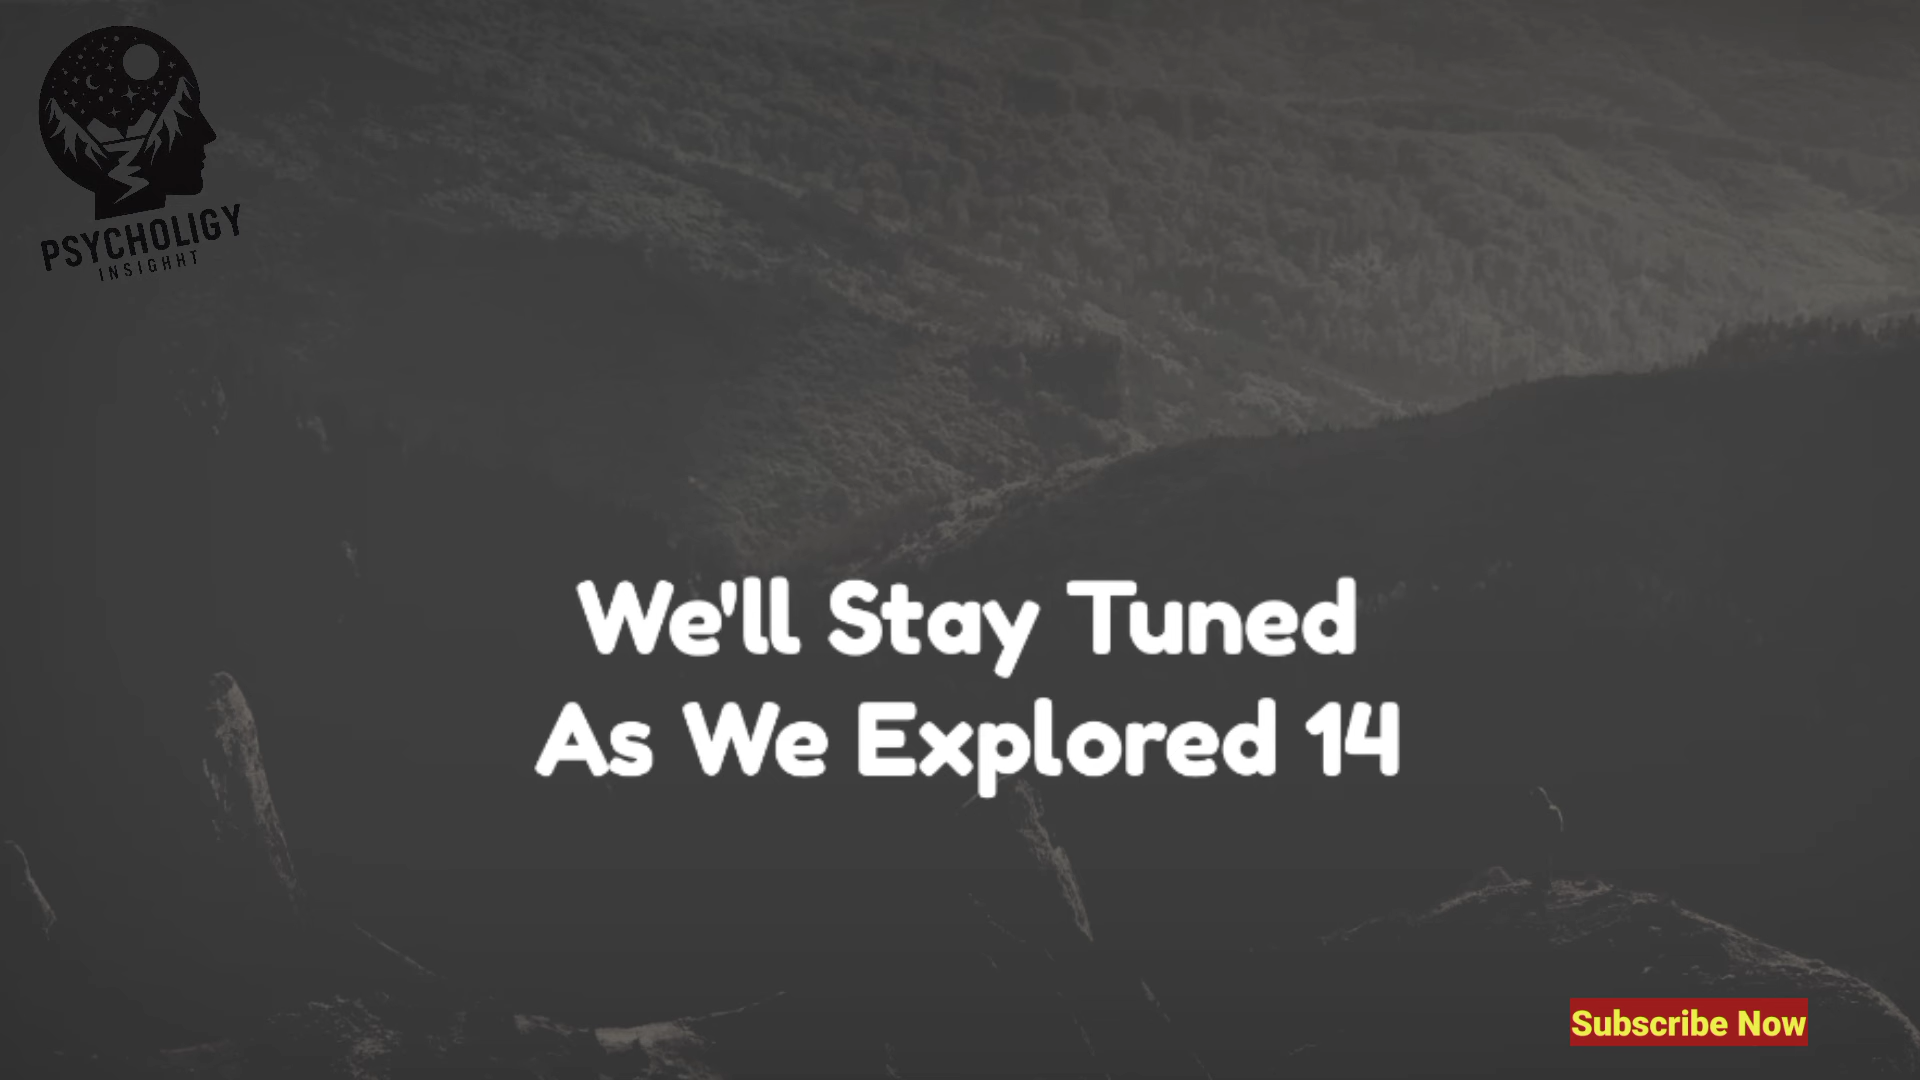 PSYCHOLIGY
INSIGHHT
We'll Stay Tuned
As We Explored 14
Subscribe Now